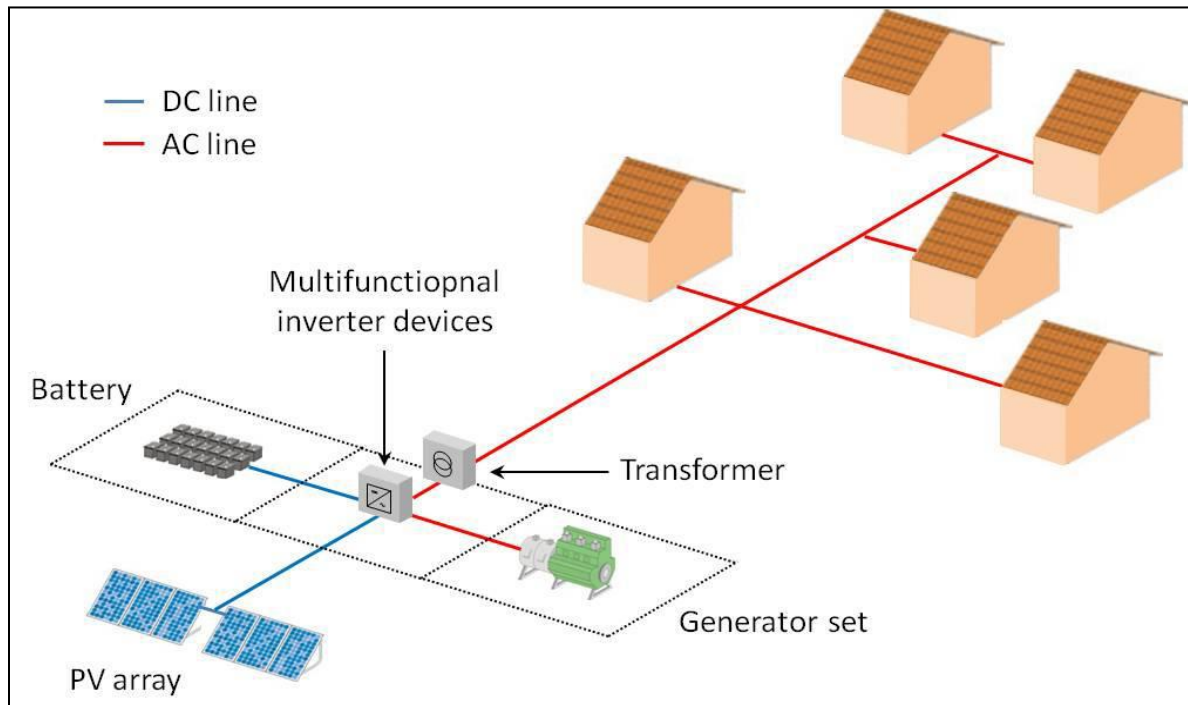 DC line
AC line
Multifunctiopnal
inverter devices
Battery
Transformer
Generator set
PV array